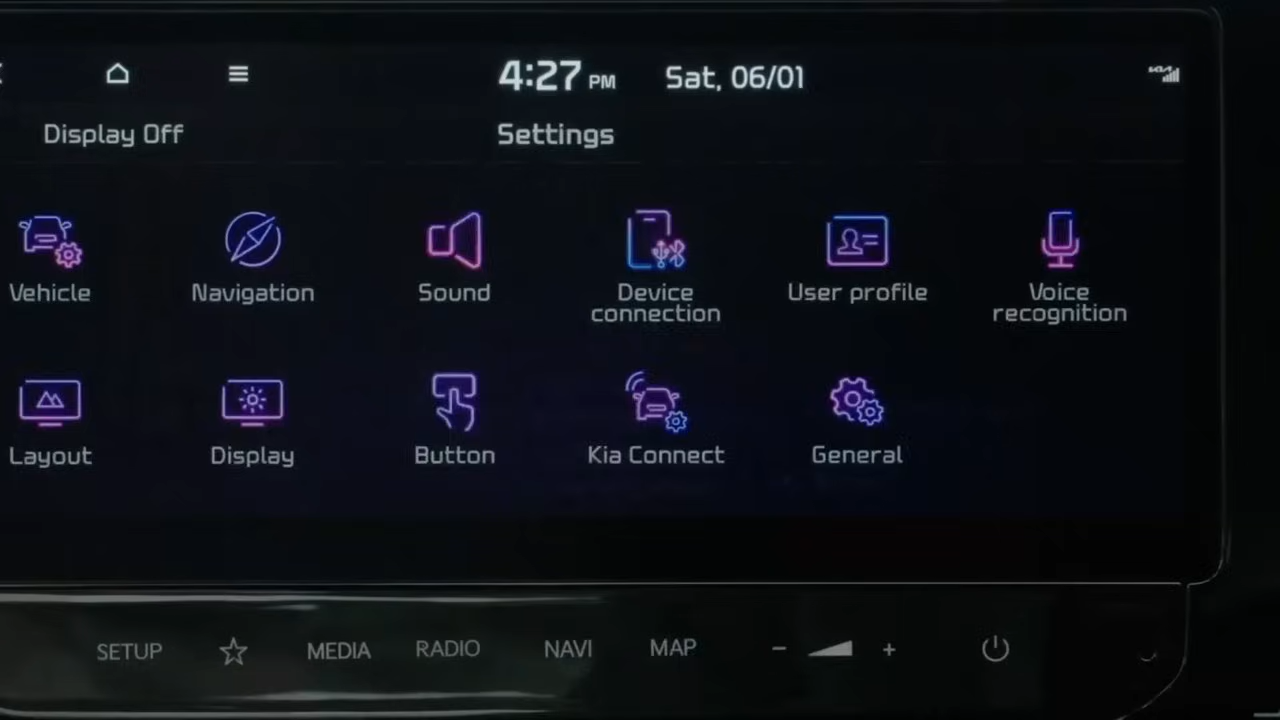 4:27 PM Sat, 06/01
Display Off
Settings
Vehicle
Navigation
Sound
Device
connection
User profile
Voice
recognition
Layout
Display
Button
Kia Connect
General
SETUP
MEDIA
RADIO
NAVI
MAP
- +